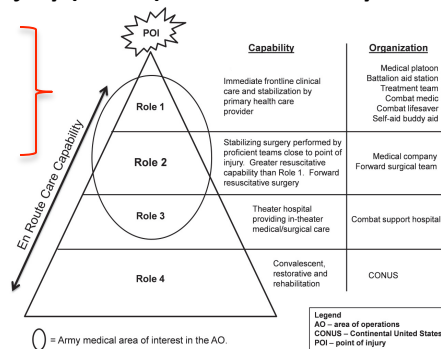 POI
Capability
Organization
Role 1
Immediate frontline clinical
care and stabilization by
primary health care
provider
Medical platoon
Battalion aid station
Treatment team
Combat medic
Combat lifesaver
Self-aid buddy aid
Role 2
Stabilizing surgery performed by
proficient teams close to point of
injury. Greater resuscitative
capability than Role 1. Forward
resuscitative surgery
Medical company
Forward surgical team
Role 3
Theater hospital
providing in-theater
medical/surgical care
Combat support hospital
Role 4
Convalescent,
restorative and
rehabilitation
CONUS
En Route Care Capability
= Army medical area of interest in the AO.
Legend
AO – area of operations
CONUS – Continental United States
POI – point of injury